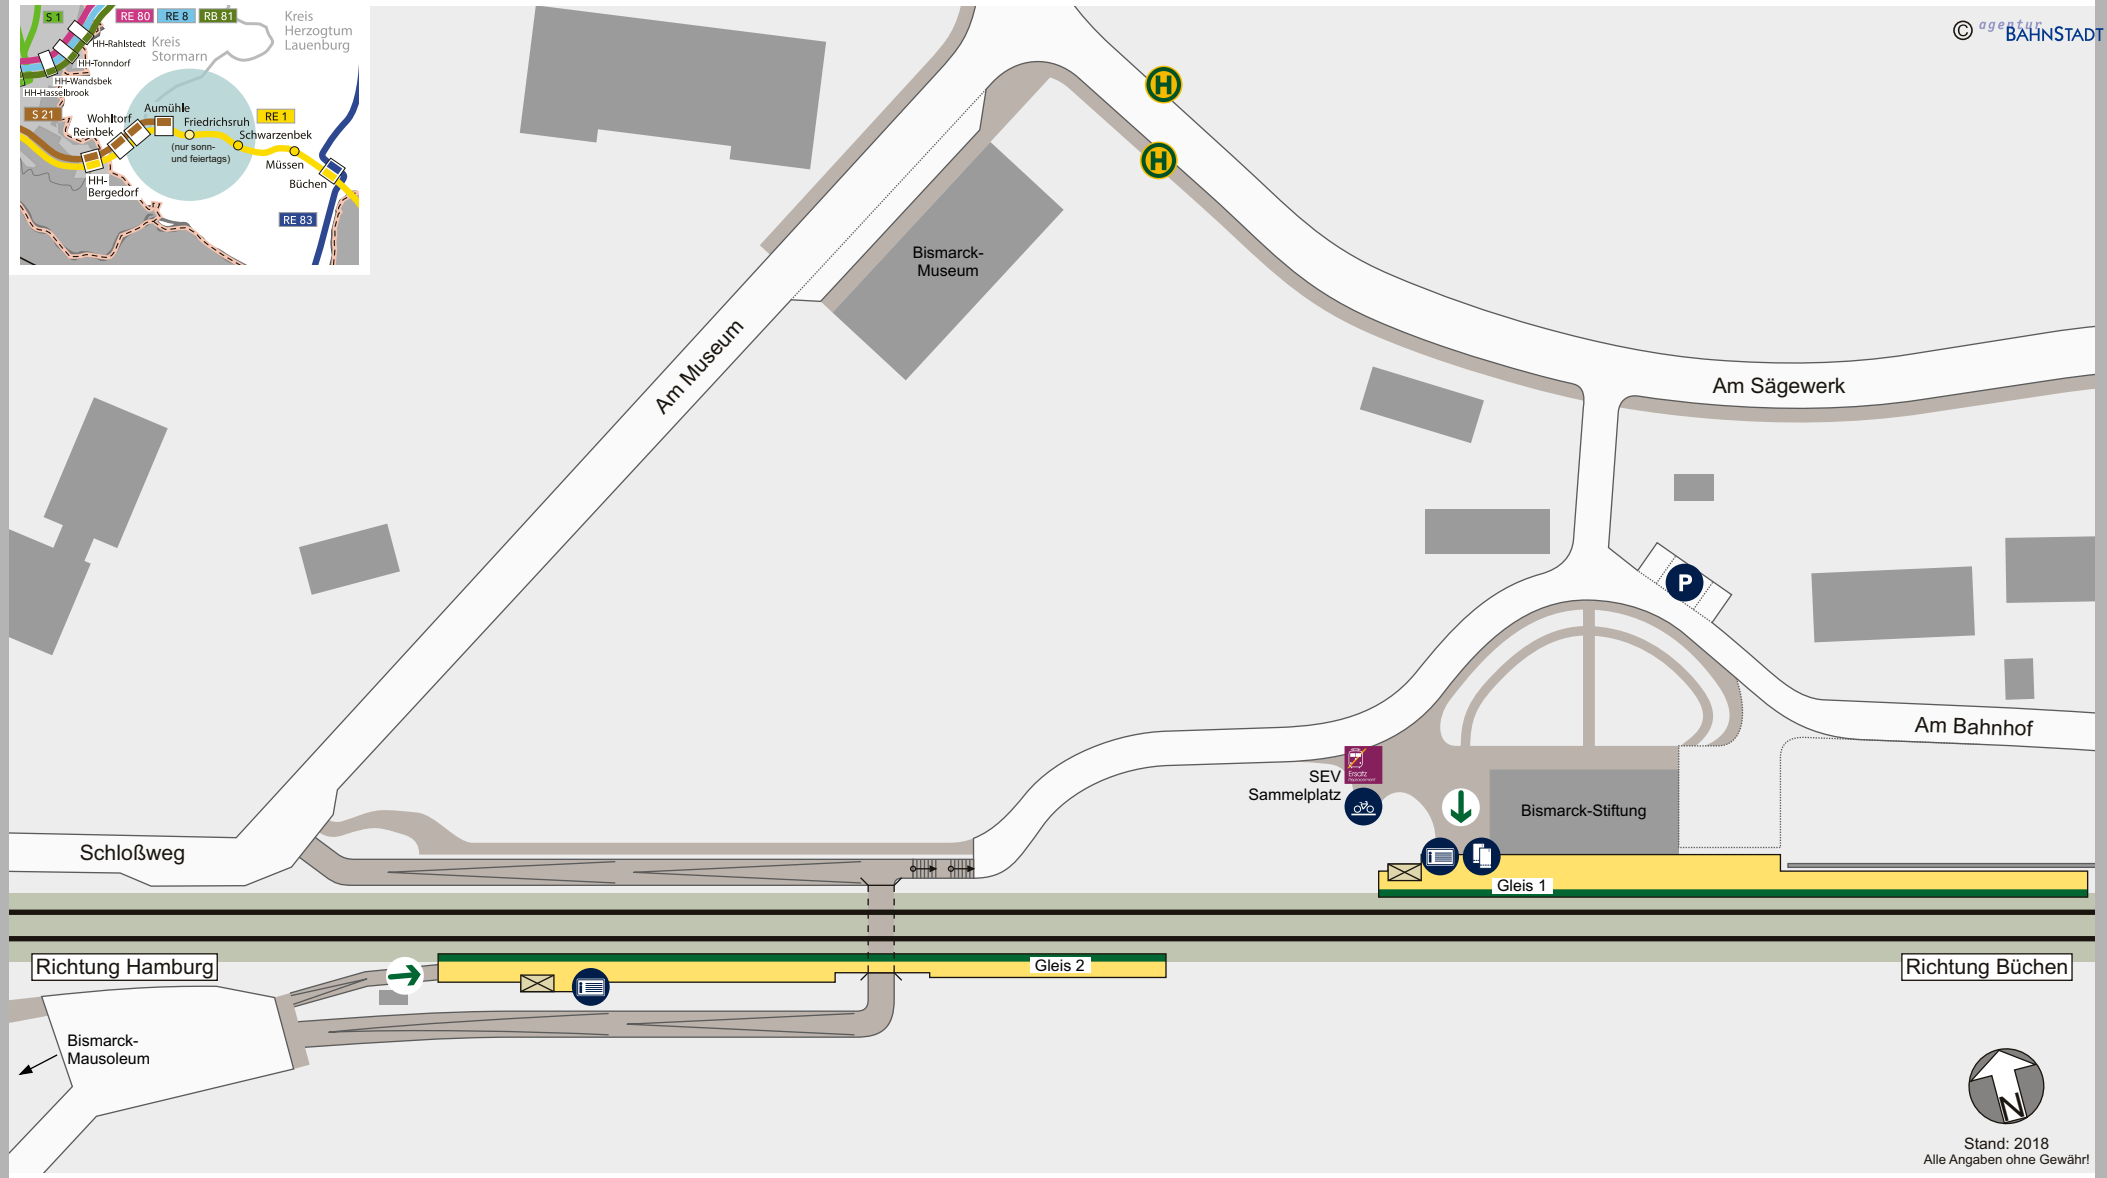 S 1
RE 80
RE 8
RB 81
Kreis
Herzogtum
Lauenburg
HH-Rahlstedt
Kreis
Stormarn
HH-Tonndorf
HH-Wandsbek
HH-Hasselbrook
S 21
Aumühle
Wohltorf
Friedrichsruh
(nur sonn-
und feiertags)
RE 1
Reinbek
Schwarzenbek
Müssen
Büchen
HH-
Bergedorf
RE 83
© agentur
BAHNSTADT
H
H
Bismarck-
Museum
Am Museum
Am Sägewerk
P
Am Bahnhof
Ersatz
Replacement
SEV
Sammelplatz
Bismarck-Stiftung
Schloßweg
Gleis 1
Richtung Hamburg
Gleis 2
Richtung Büchen
Bismarck-
Mausoleum
N
Stand: 2018
Alle Angaben ohne Gewähr!